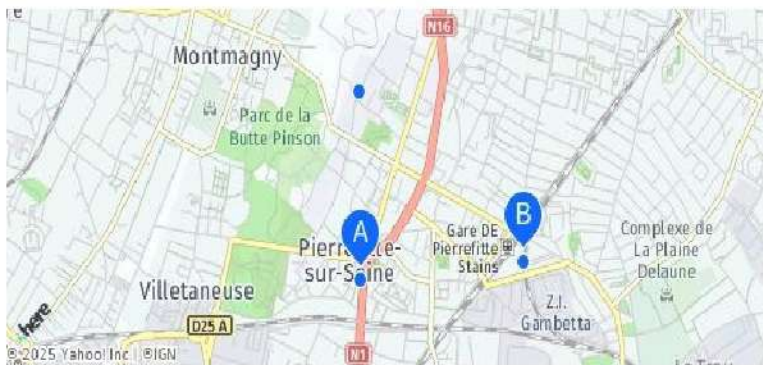 N16
Montmagny
Parc de la
Butte Pinson
A
B
Gare DE
Pierrefitte
Stains
Complexe de
La Plaine
Delaune
sur-Seine
Villetaneuse
Z.I.
Gambetta
here
D25 A
N1
© 2025 Yahoo! Inc | ©IGN